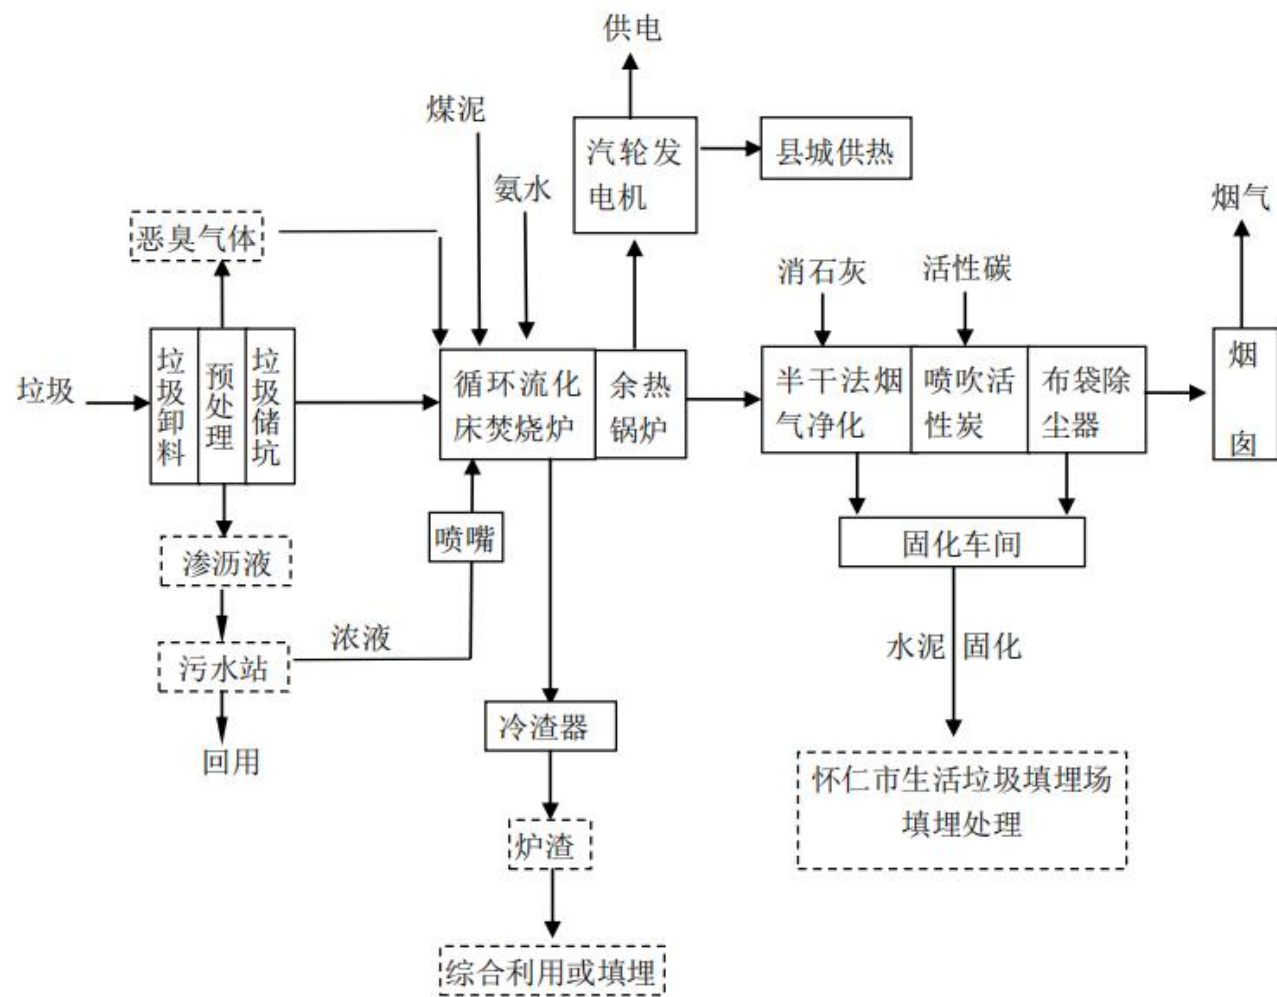 供电
煤泥
汽轮发
电机
县城供热
氨水
烟气
恶臭气体
消石灰
活性碳
垃圾
垃圾卸料
预处理
垃圾储坑
循环流化
床焚烧炉
余热
锅炉
半干法烟
气净化
喷吹活
性炭
布袋除
尘器
烟
囱
喷嘴
固化车间
渗沥液
浓液
水泥
固化
污水站
冷渣器
回用
怀仁市生活垃圾填埋场
填埋处理
炉渣
综合利用或填埋